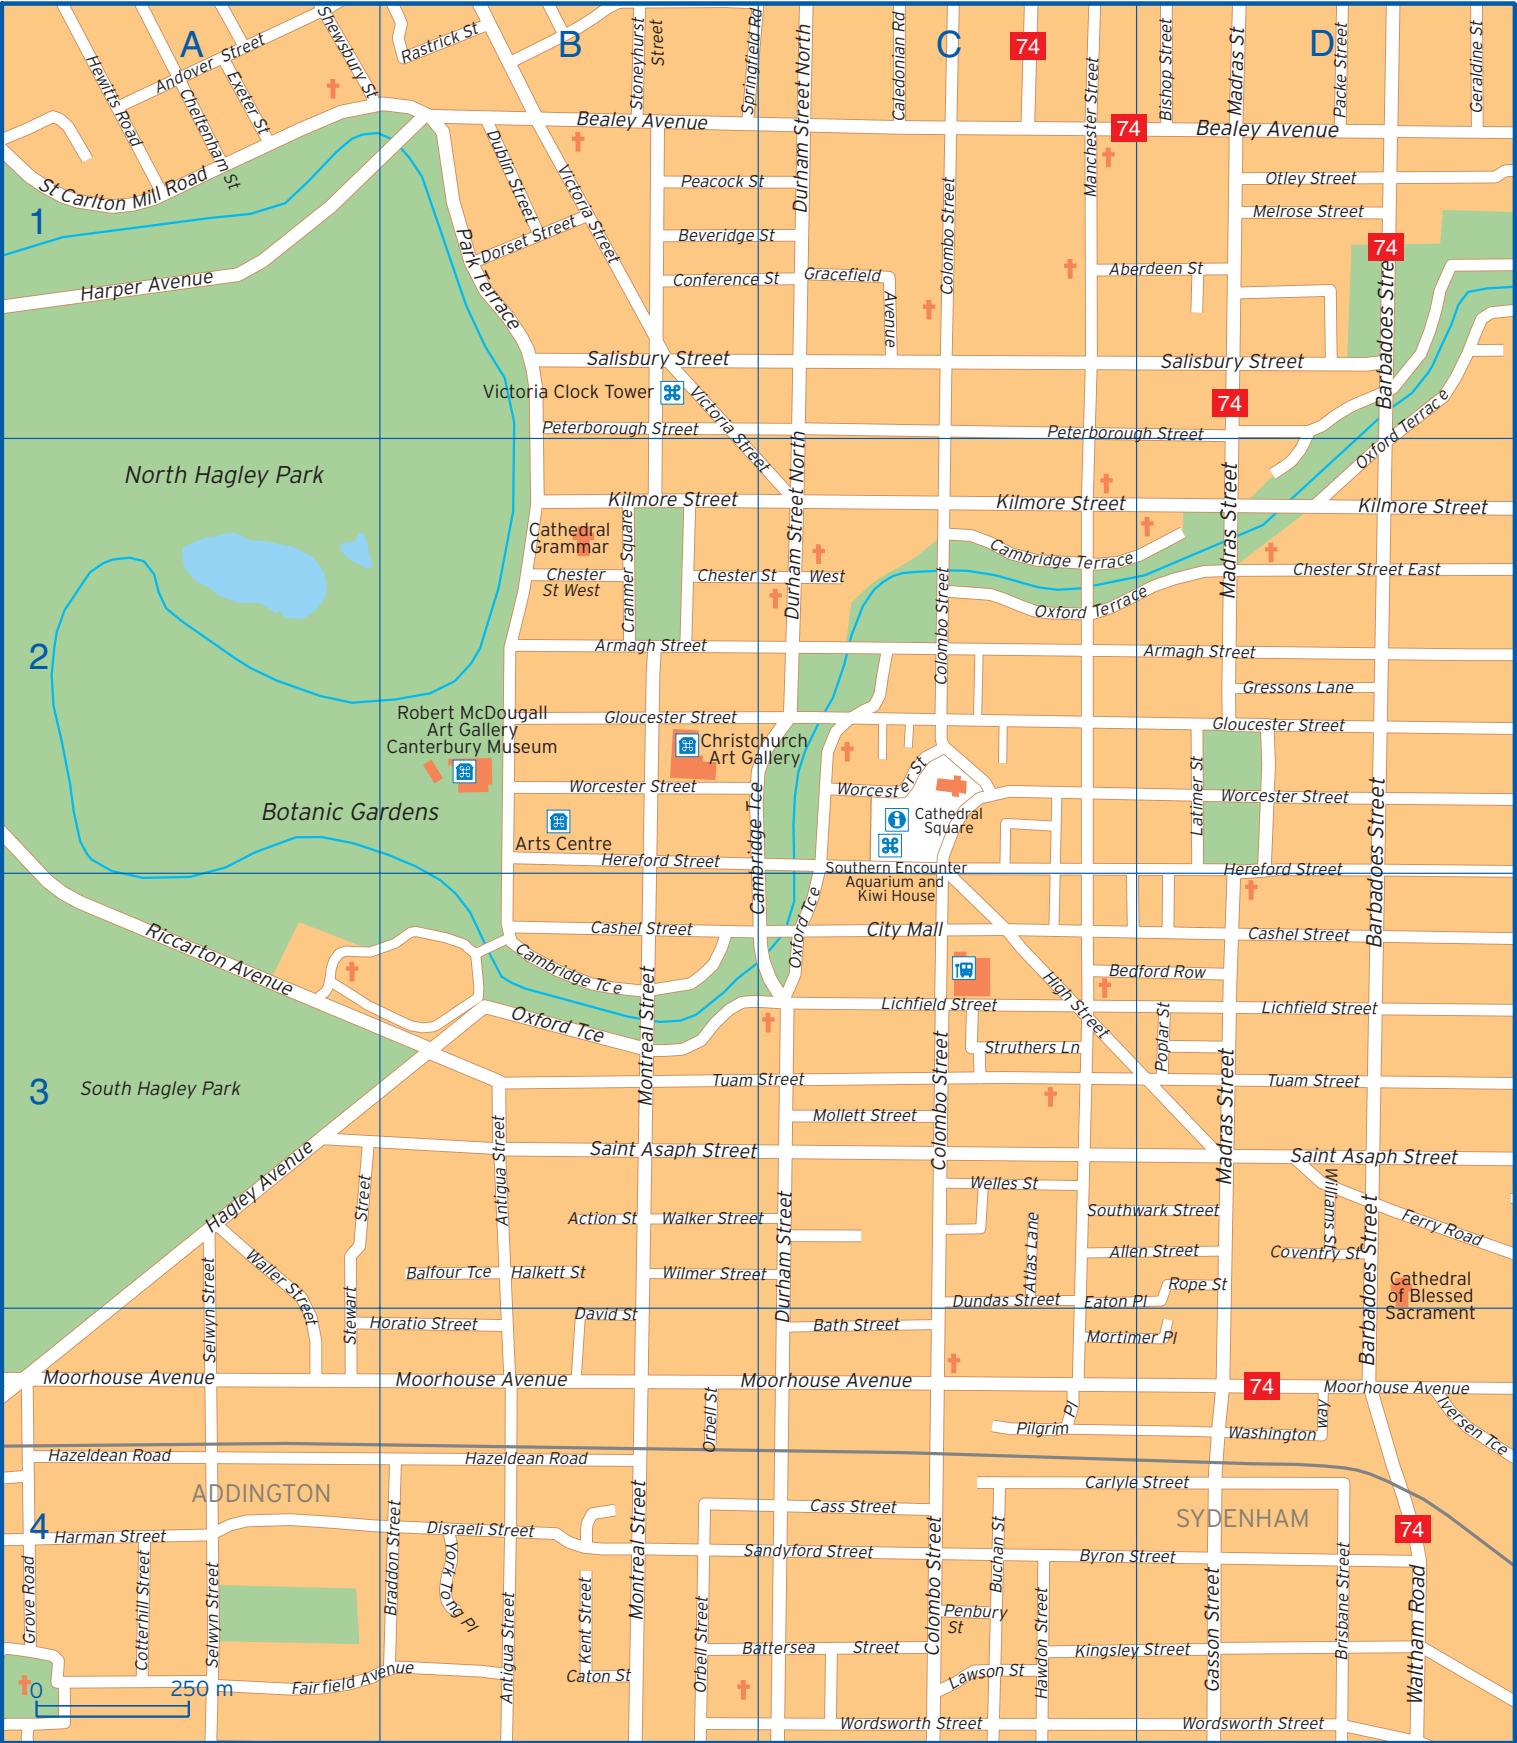 A
B
C
D
1
2
3
4
Shewsbury St
Rastrick St
Stoneyhurst
Street
Springfield Rd
Durham Street North
Caledonian Rd
74
Manchester Street
Bishop Street
Madras St
Packe Street
Geraldine St
Hewitts Road
Andover Street
Exeter St
Cheltenham St
Bealey Avenue
74
Bealey Avenue
St Carlton Mill Road
Dublin Street
Victoria Street
Peacock St
Otley Street
Melrose Street
Colombo Street
Dorset Street
Beveridge St
74
Park Terrace
Harper Avenue
Conference St
Gracefield
Avenue
Aberdeen St
Barbadoes Stre
Salisbury Street
Salisbury Street
Victoria Clock Tower
Victoria Street
74
Oxford Terrace
Peterborough Street
Peterborough Street
North Hagley Park
Durham Street North
Kilmore Street
Kilmore Street
Kilmore Street
Madras Street
Cathedral
Grammar
Cranmer Square
Cambridge Terrace
Chester
St West
Chester St
West
Chester Street East
Oxford Terrace
Colombo Street
Armagh Street
Armagh Street
Gressons Lane
Robert McDougall
Art Gallery
Canterbury Museum
Gloucester Street
Gloucester Street
Christchurch
Art Gallery
Worcester Street
Worcester St
Worcester Street
Latimer St
Botanic Gardens
Cambridge Tce
Cathedral
Square
Arts Centre
Barbadoes Street
Hereford Street
Southern Encounter
Aquarium and
Kiwi House
Hereford Street
Riccarton Avenue
Cashel Street
City Mall
Cashel Street
Oxford Tce
Cambridge Tce
Bedford Row
High Street
Montreal Street
Oxford Tce
Lichfield Street
Lichfield Street
Poplar St
Struthers Ln
Colombo Street
Madras Street
South Hagley Park
Tuam Street
Tuam Street
Mollett Street
Antigua Street
Hagley Avenue
Saint Asaph Street
Saint Asaph Street
Welles St
Williams St
Street
Action St
Walker Street
Durham Street
Southwark Street
Ferry Road
Atlas Lane
Allen Street
Coventry St
Barbadoes Street
Selwyn Street
Waller Street
Balfour Tce
Halkett St
Wilmer Street
Rope St
Cathedral
of Blessed
Sacrament
Dundas Street
Eaton Pl
Stewart
David St
Horatio Street
Bath Street
Mortimer Pl
Moorhouse Avenue
Moorhouse Avenue
Moorhouse Avenue
74
Moorhouse Avenue
Orbell St
Pilgrim
Pl
Washington
way
Iversen Tce
Hazeldean Road
Hazeldean Road
Carlyle Street
ADDINGTON
SYDENHAM
Cass Street
Harman Street
Disraeli Street
74
Montreal Street
Sandyford Street
Byron Street
Colombo Street
Buchan St
Grove Road
Cotterhill Street
Selwyn Street
Braddon Street
York Tong Pl
Antigua Street
Kent Street
Orbell Street
Penbury
St
Hawdon Street
Gasson Street
Brisbane Street
Waltham Road
Battersea
Street
Kingsley Street
Fairfield Avenue
Caton St
Lawson St
0
250 m
Wordsworth Street
Wordsworth Street